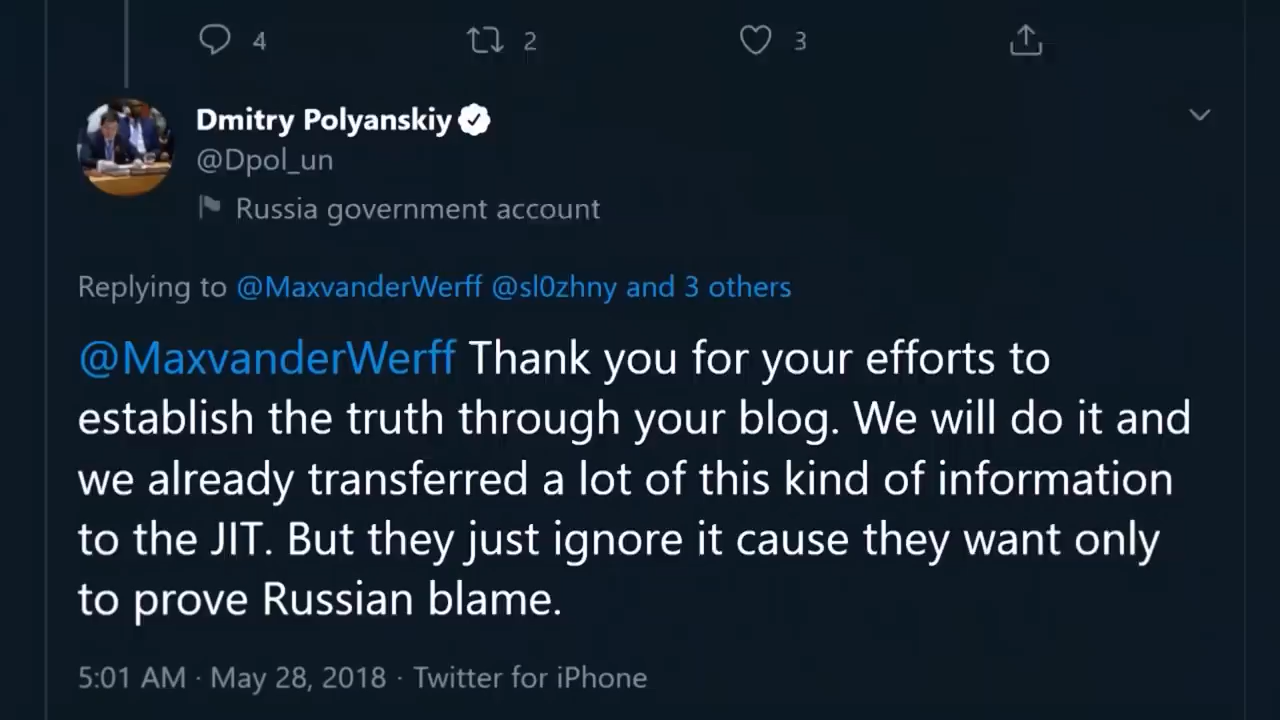 4 2 3
Dmitry Polyanskiy
@Dpol_un
Russia government account
Replying to @MaxvanderWerff @sl0zhny and 3 others
@MaxvanderWerff Thank you for your efforts to
establish the truth through your blog. We will do it and
we already transferred a lot of this kind of information
to the JIT. But they just ignore it cause they want only
to prove Russian blame.
5:01 AM · May 28, 2018 · Twitter for iPhone